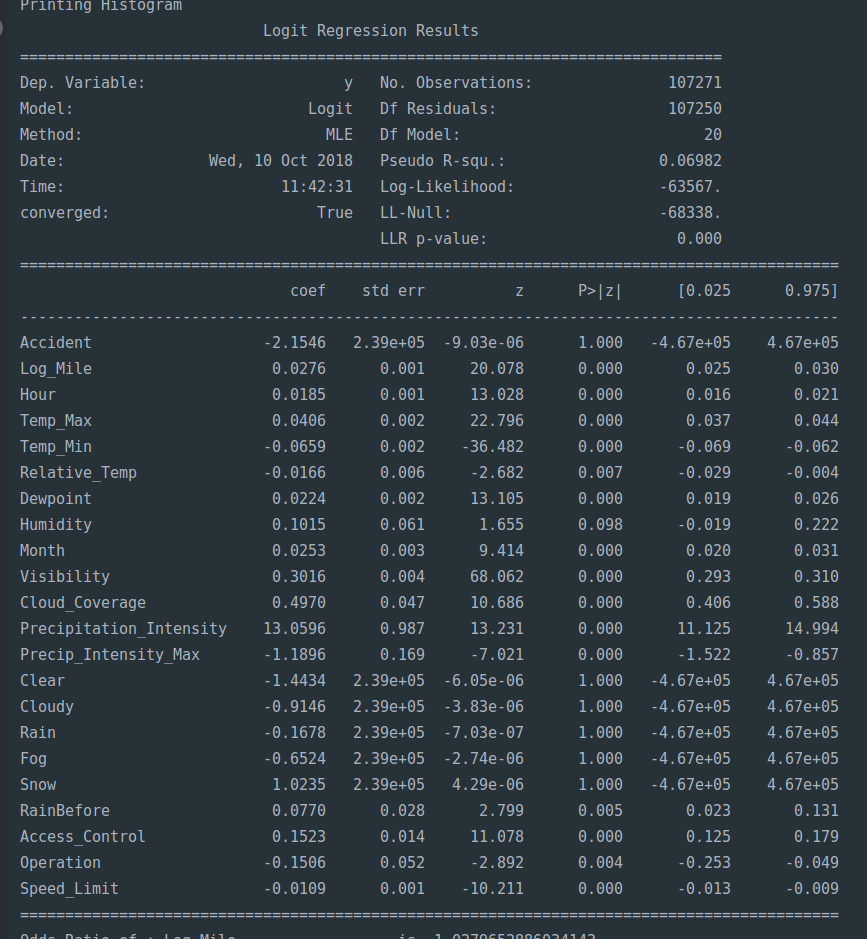 Printing Histogram
Logit Regression Results
==============================================================================
Dep. Variable: y No. Observations: 107271
Model: Logit Df Residuals: 107250
Method: MLE Df Model: 20
Date: Wed, 10 Oct 2018 Pseudo R-squ.: 0.06982
Time: 11:42:31 Log-Likelihood: -63567.
converged: True LL-Null: -68338.
LLR p-value: 0.000
===========================================================================================
coef std err z P>|z| [0.025 0.975]
-------------------------------------------------------------------------------------------
Accident -2.1546 2.39e+05 -9.03e-06 1.000 -4.67e+05 4.67e+05
Log_Mile 0.0276 0.001 20.078 0.000 0.025 0.030
Hour 0.0185 0.001 13.028 0.000 0.016 0.021
Temp_Max 0.0406 0.002 22.796 0.000 0.037 0.044
Temp_Min -0.0659 0.002 -36.482 0.000 -0.069 -0.062
Relative_Temp -0.0166 0.006 -2.682 0.007 -0.029 -0.004
Dewpoint 0.0224 0.002 13.105 0.000 0.019 0.026
Humidity 0.1015 0.061 1.655 0.098 -0.019 0.222
Month 0.0253 0.003 9.414 0.000 0.020 0.031
Visibility 0.3016 0.004 68.062 0.000 0.293 0.310
Cloud_Coverage 0.4970 0.047 10.686 0.000 0.406 0.588
Precipitation_Intensity 13.0596 0.987 13.231 0.000 11.125 14.994
Precip_Intensity_Max -1.1896 0.169 -7.021 0.000 -1.522 -0.857
Clear -1.4434 2.39e+05 -6.05e-06 1.000 -4.67e+05 4.67e+05
Cloudy -0.9146 2.39e+05 -3.83e-06 1.000 -4.67e+05 4.67e+05
Rain -0.1678 2.39e+05 -7.03e-07 1.000 -4.67e+05 4.67e+05
Fog -0.6524 2.39e+05 -2.74e-06 1.000 -4.67e+05 4.67e+05
Snow 1.0235 2.39e+05 4.29e-06 1.000 -4.67e+05 4.67e+05
RainBefore 0.0770 0.028 2.799 0.005 0.023 0.131
Access_Control 0.1523 0.014 11.078 0.000 0.125 0.179
Operation -0.1506 0.052 -2.892 0.004 -0.253 -0.049
Speed_Limit -0.0109 0.001 -10.211 0.000 -0.013 -0.009
===========================================================================================
Odds Ratio of : Log_Mile is